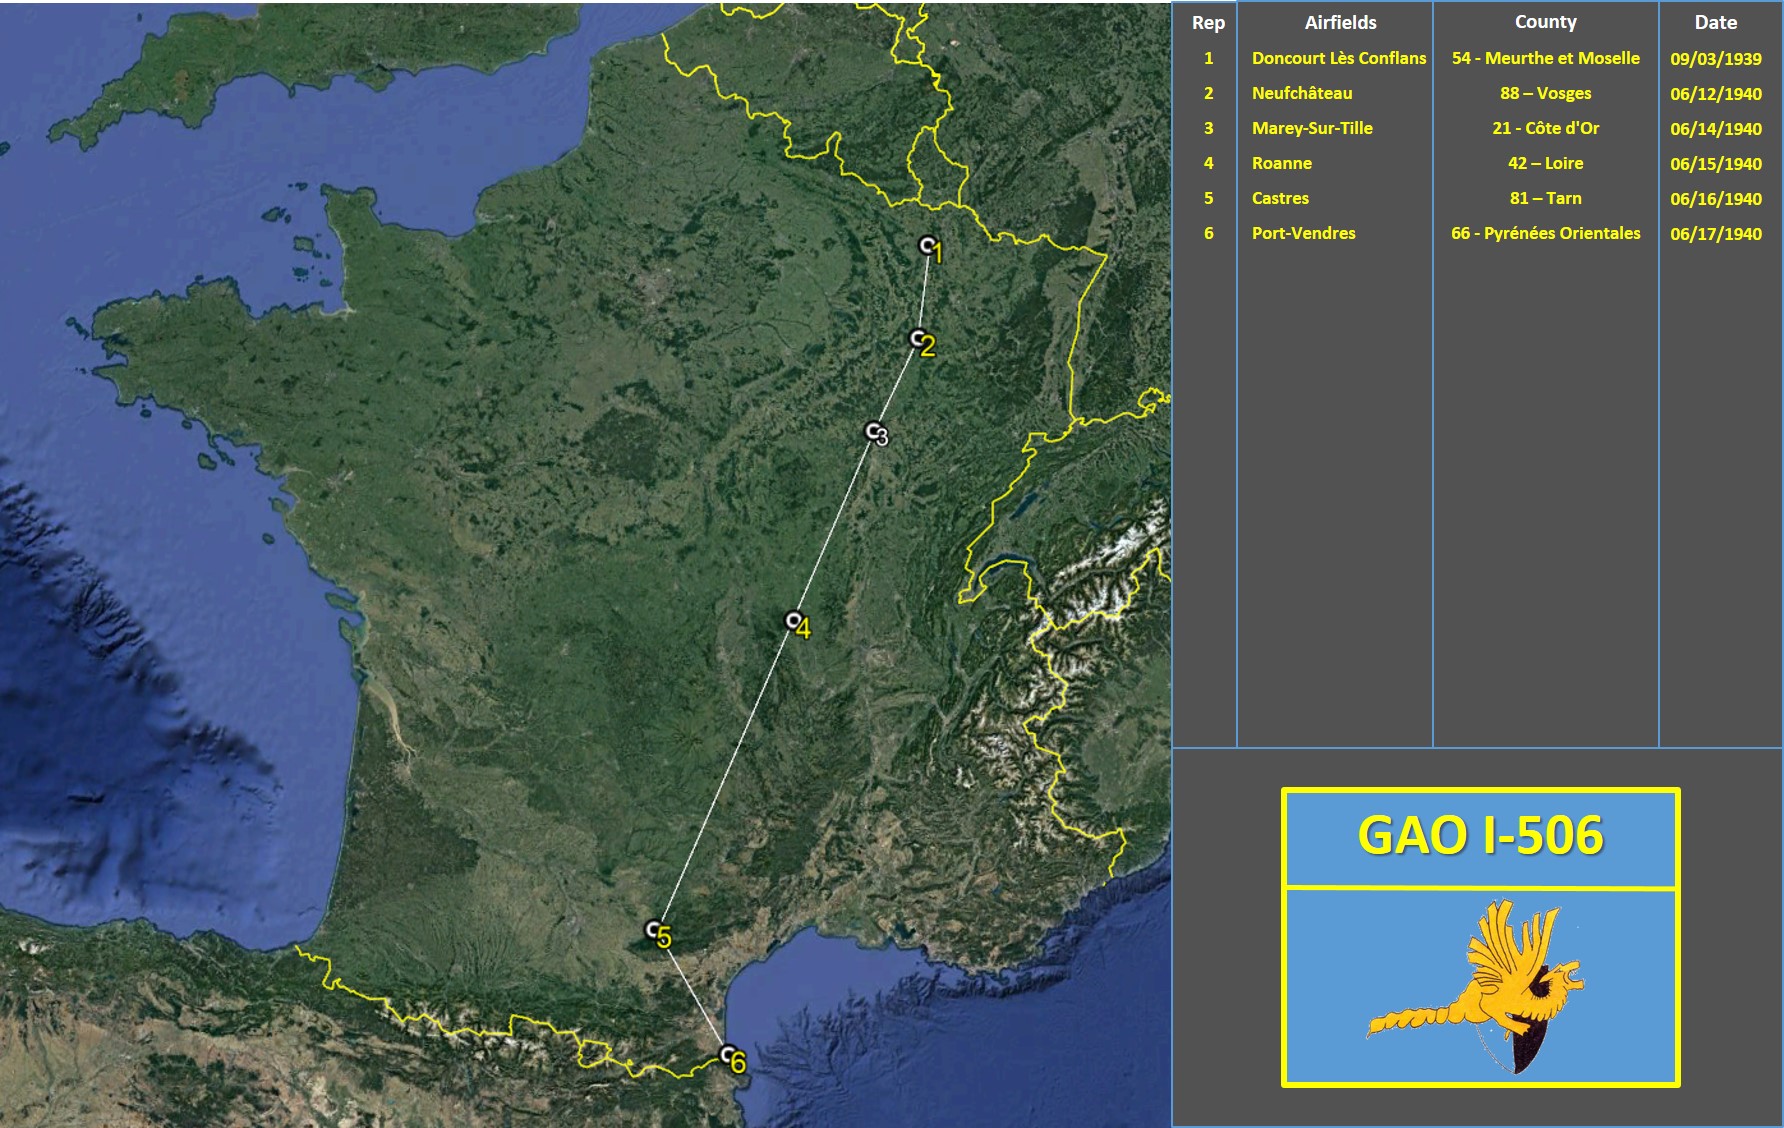 Rep Airfields County Date
1 Doncourt Lès Conflans 54 - Meurthe et Moselle 09/03/1939
2 Neufchâteau 88 – Vosges 06/12/1940
3 Marey-Sur-Tille 21 - Côte d'Or 06/14/1940
4 Roanne 42 – Loire 06/15/1940
5 Castres 81 – Tarn 06/16/1940
6 Port-Vendres 66 - Pyrénées Orientales 06/17/1940
1
2
3
4
5
6
GAO I-506